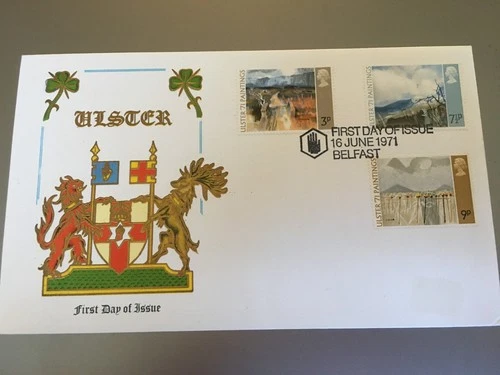 ULSTER
First Day of Issue
ULSTER '71 PAINTINGS
3P
ULSTER '71 PAINTINGS
7½P
FIRST DAY OF ISSUE
16 JUNE 1971
BELFAST
ULSTER '71 PAINTINGS
9P